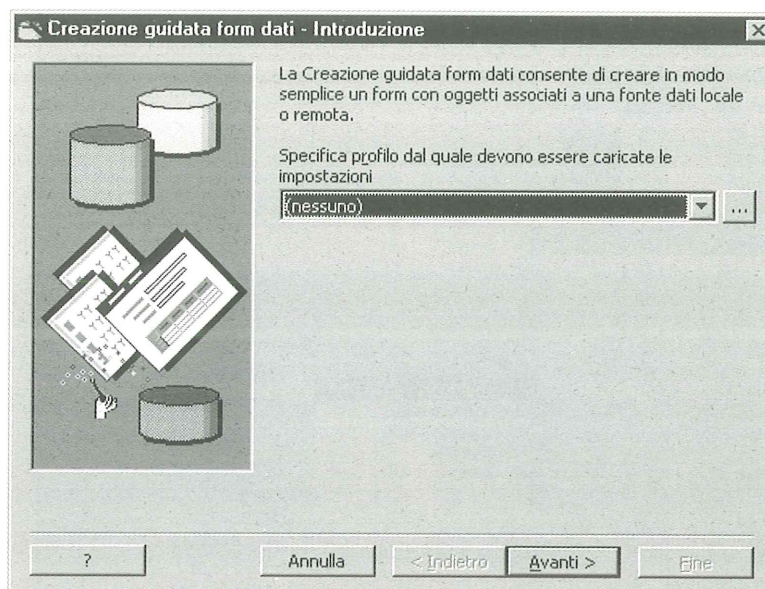 Creazione guidata form dati - Introduzione
La Creazione guidata form dati consente di creare in modo
semplice un form con oggetti associati a una fonte dati locale
o remota.
Specifica profilo dal quale devono essere caricate le
impostazioni
(nessuno)
...
? Annulla < Indietro Avanti > Fine